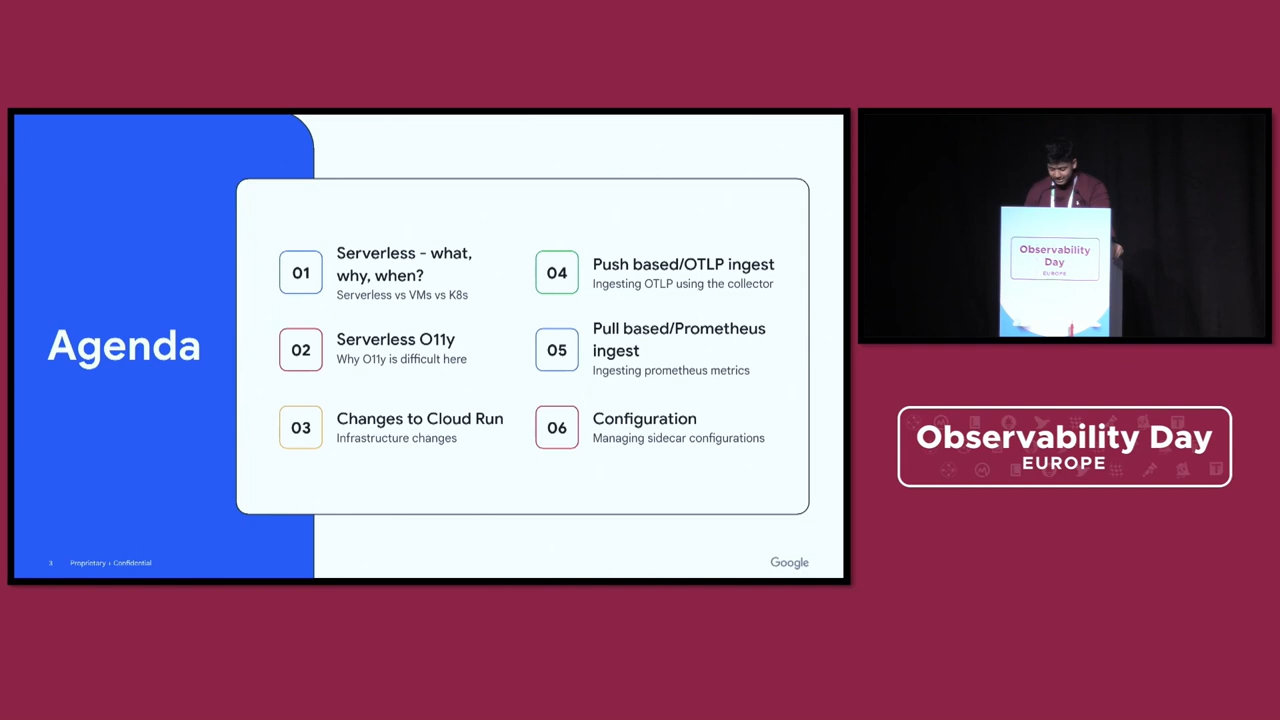 Agenda
01
Serverless - what,
why, when?
Serverless vs VMs vs K8s
02
Serverless O11y
Why O11y is difficult here
03
Changes to Cloud Run
Infrastructure changes
04
Push based/OTLP ingest
Ingesting OTLP using the collector
05
Pull based/Prometheus
ingest
Ingesting prometheus metrics
06
Configuration
Managing sidecar configurations
3
Proprietary + Confidential
Google
Observability
Day
EUROPE
Observability Day
EUROPE